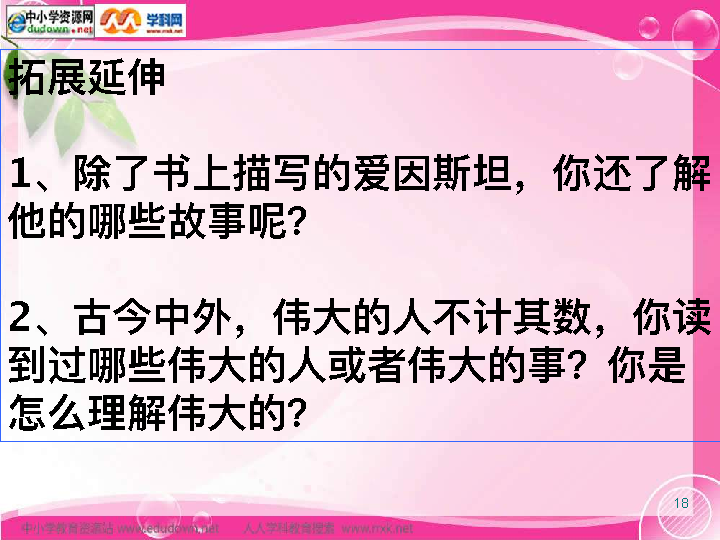 中小学资源网
dudown.net
学科网
www.rrxk.net
拓展延伸
1、除了书上描写的爱因斯坦，你还了解
他的哪些故事呢？
2、古今中外，伟大的人不计其数，你读
到过哪些伟大的人或者伟大的事？你是
怎么理解伟大的？
18
中小学教育资源站 www.edudown.net 人人学科教育搜索 www.rrxk.net